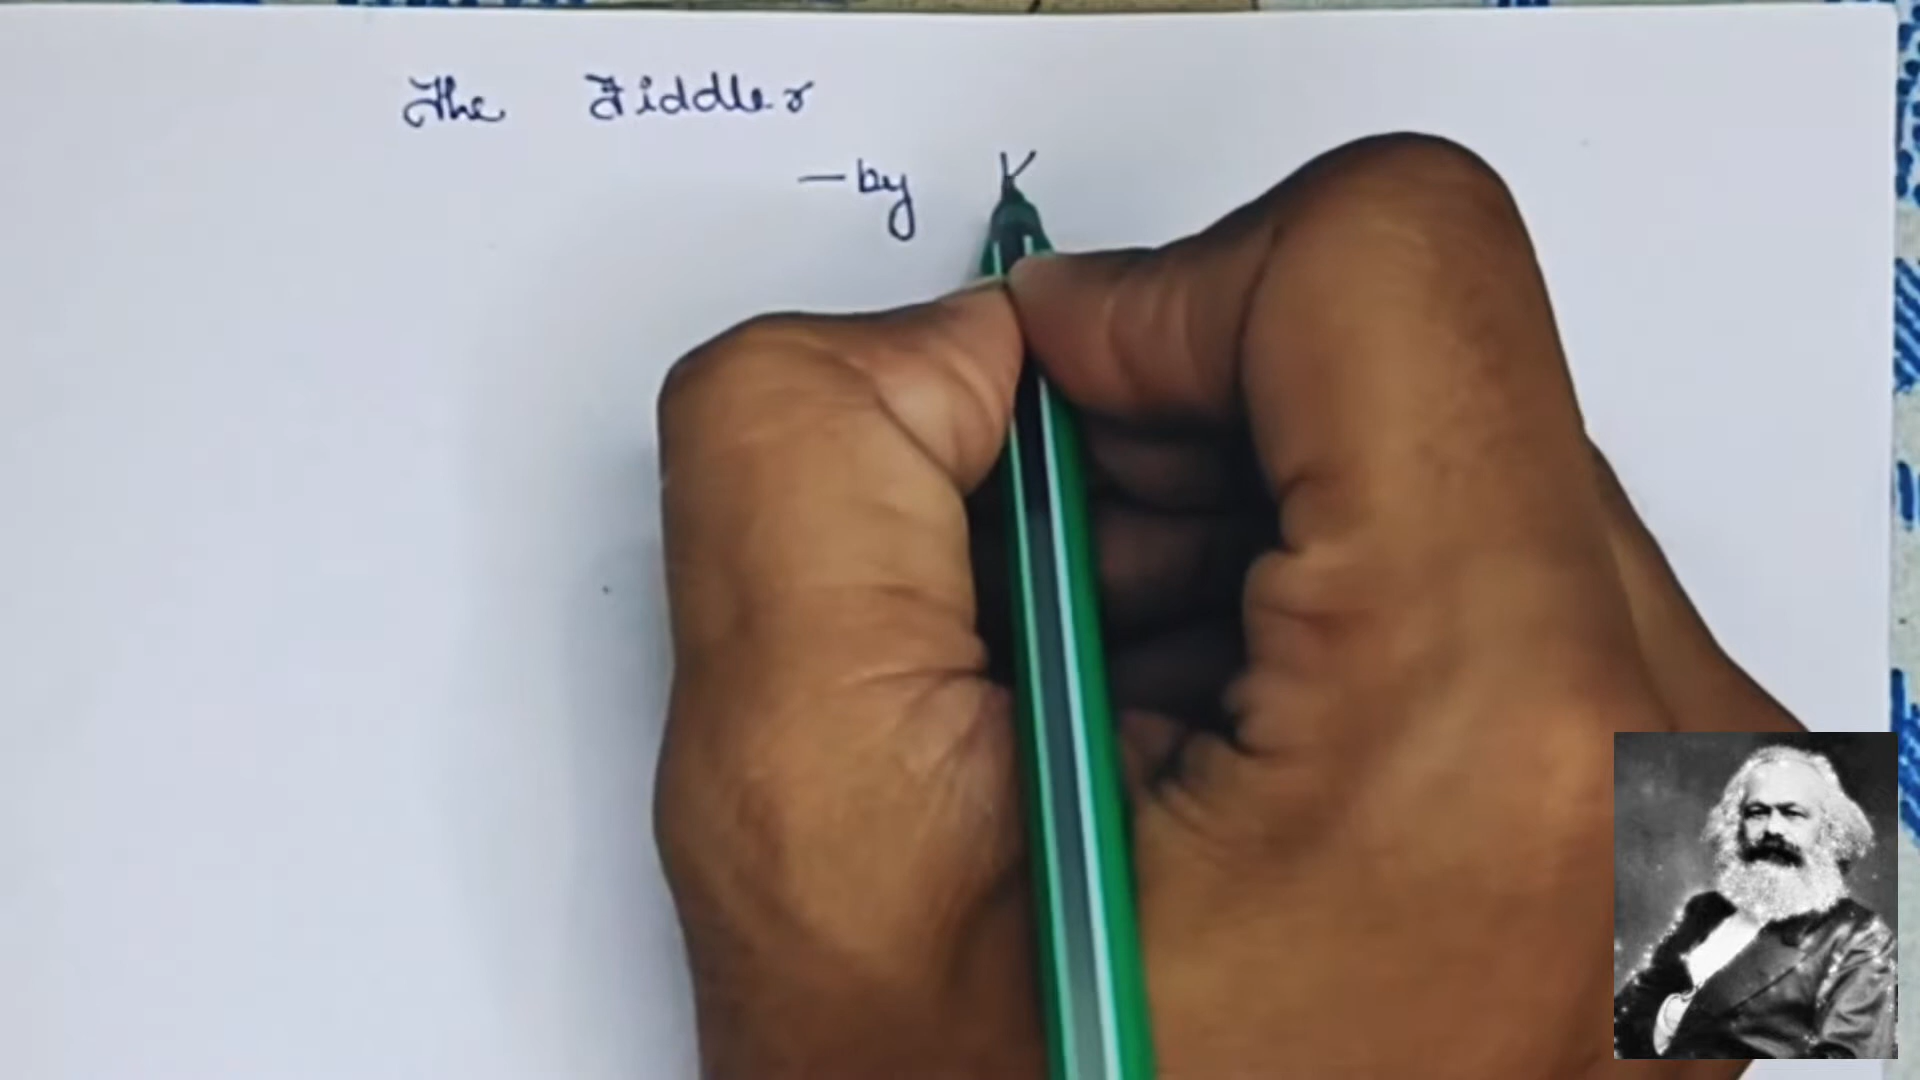 The Fiddler
—by K